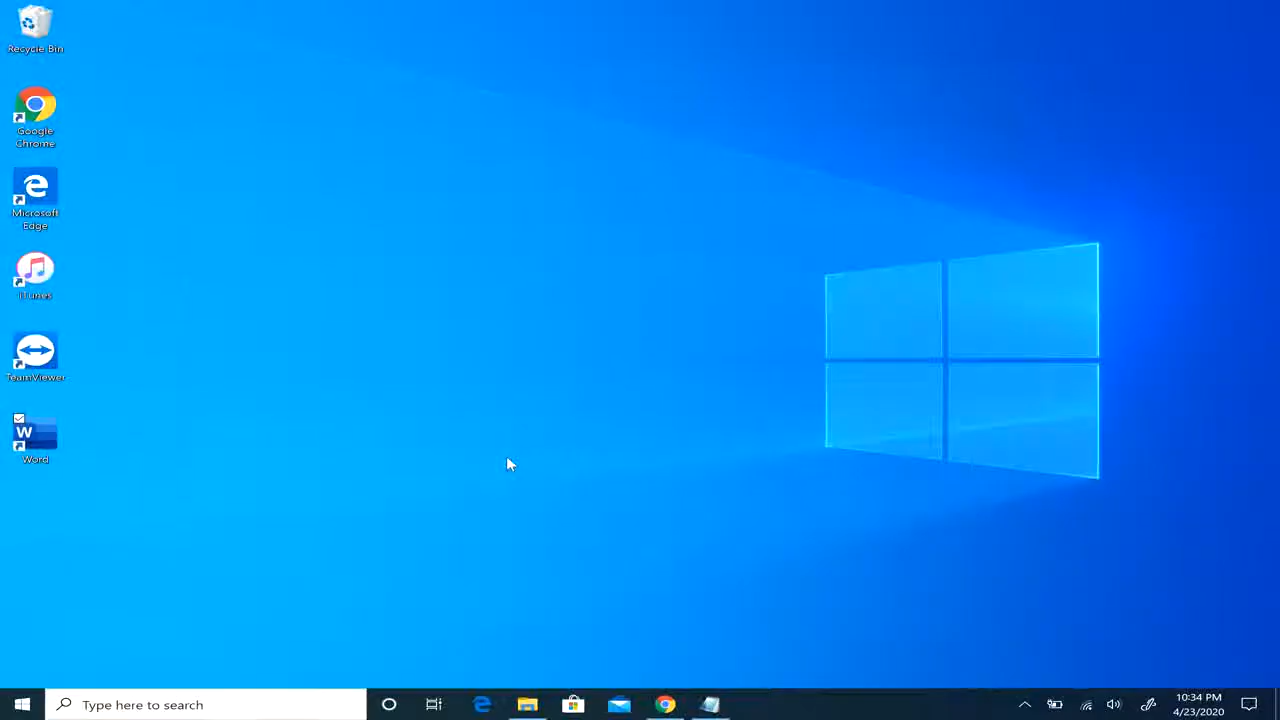 Recycle Bin
Google
Chrome
Microsoft
Edge
iTunes
TeamViewer
W
Word
Type here to search
10:34 PM
4/23/2020